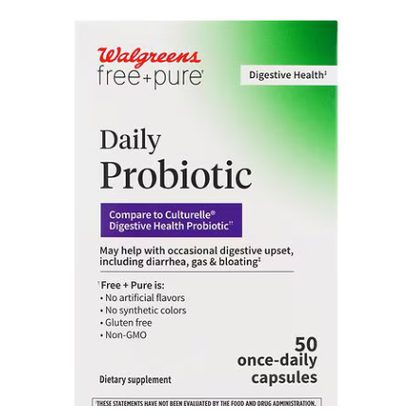 Walgreens
free+pure®
Digestive Health‡
Daily
Probiotic
Compare to Culturelle®
Digestive Health Probiotic††
May help with occasional digestive upset,
including diarrhea, gas & bloating‡
†Free + Pure is:
• No artificial flavors
• No synthetic colors
• Gluten free
• Non-GMO
50
once-daily
capsules
Dietary supplement
‡THESE STATEMENTS HAVE NOT BEEN EVALUATED BY THE FOOD AND DRUG ADMINISTRATION.